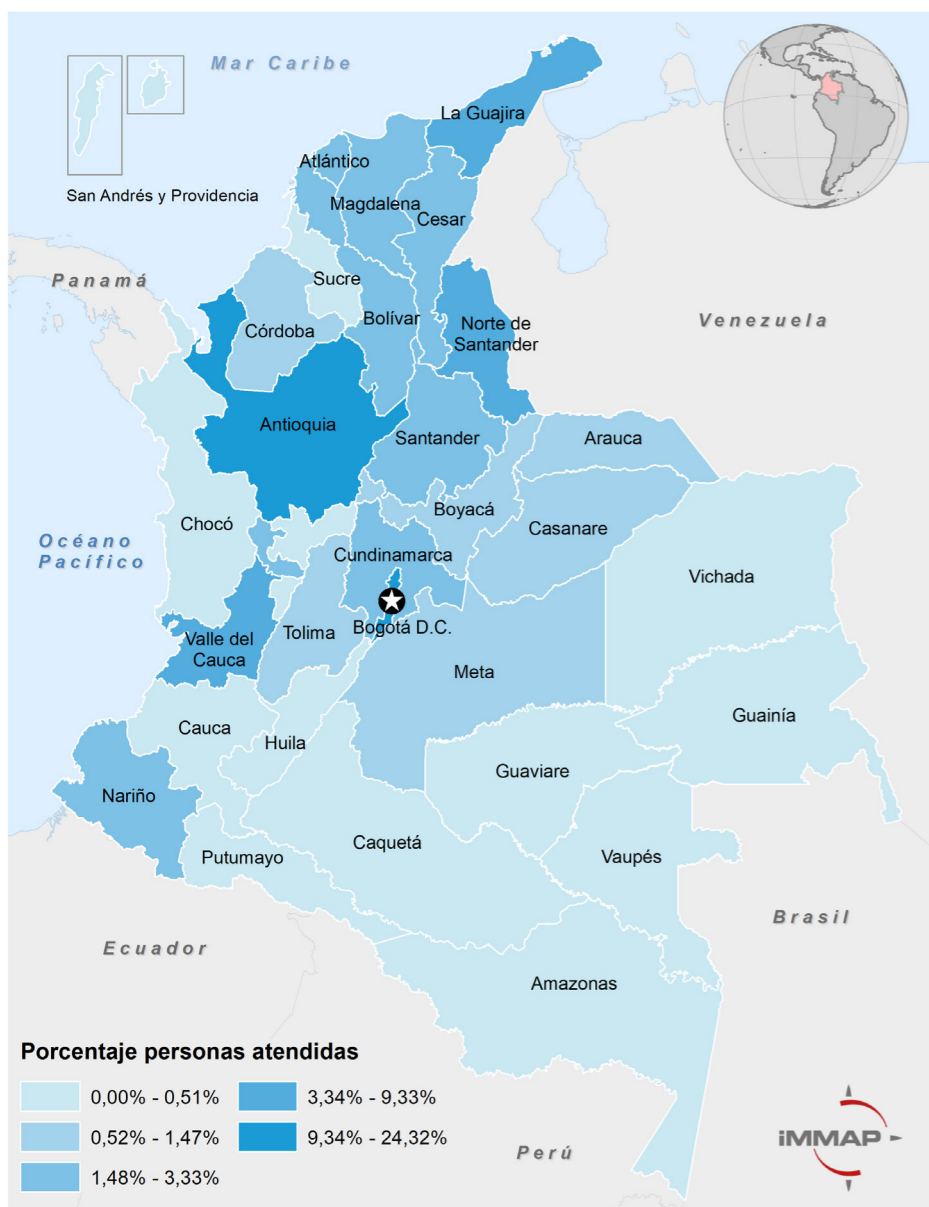 Mar Caribe
La Guajira
Atlántico
San Andrés y Providencia
Magdalena
Cesar
Panamá
Sucre
Venezuela
Bolívar
Norte de
Santander
Córdoba
Antioquia
Santander
Arauca
Boyacá
Casanare
Chocó
Océano
Pacífico
Cundinamarca
Vichada
Bogotá D.C.
Tolima
Valle del
Cauca
Meta
Guainía
Cauca
Huila
Guaviare
Nariño
Caquetá
Putumayo
Vaupés
Brasil
Ecuador
Amazonas
Porcentaje personas atendidas
0,00% - 0,51%
0,52% - 1,47%
1,48% - 3,33%
3,34% - 9,33%
9,34% - 24,32%
Perú
iMMAP